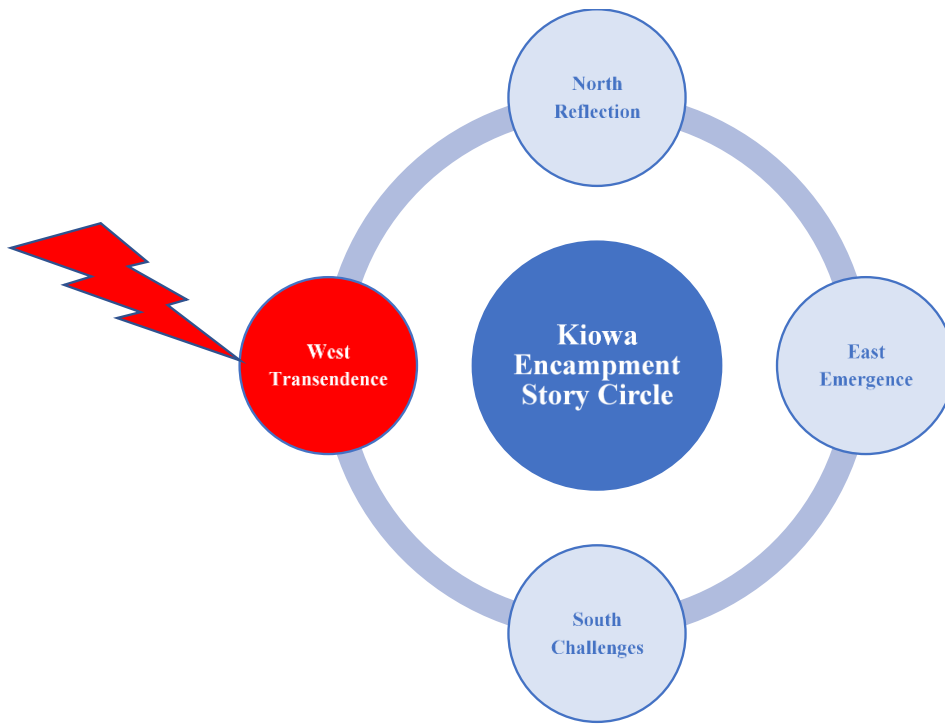 North
Reflection
West
Transendence
Kiowa
Encampment
Story Circle
East
Emergence
South
Challenges